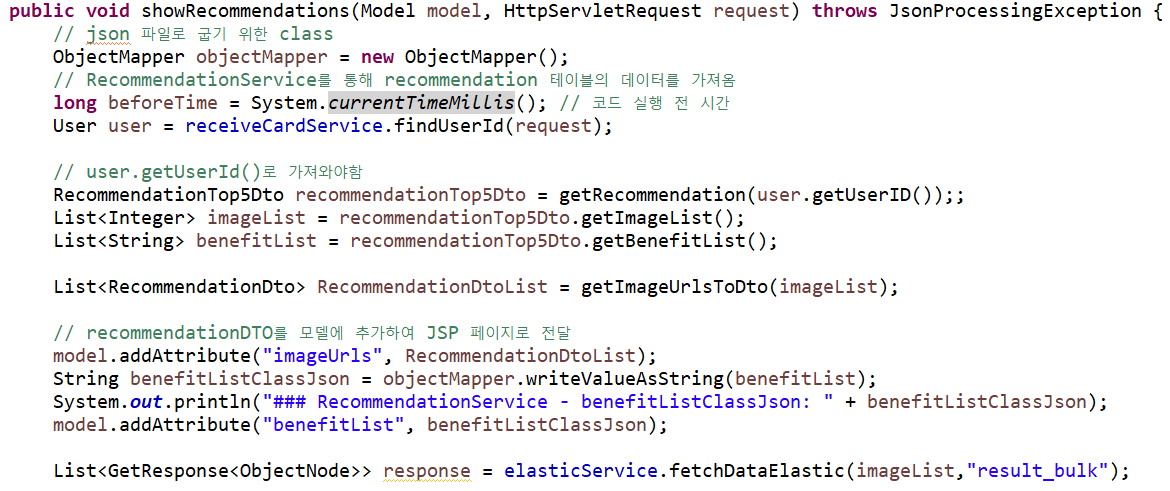 public void showRecommendations(Model model, HttpServletRequest request) throws JsonProcessingException {
// json 파일로 굽기 위한 class
ObjectMapper objectMapper = new ObjectMapper();
// RecommendationService를 통해 recommendation 테이블의 데이터를 가져옴
long beforeTime = System.currentTimeMillis(); // 코드 실행 전 시간
User user = receiveCardService.findUserId(request);
// user.getUserId()로 가져와야함
RecommendationTop5Dto recommendationTop5Dto = getRecommendation(user.getUserID());;
List<Integer> imageList = recommendationTop5Dto.getImageList();
List<String> benefitList = recommendationTop5Dto.getBenefitList();
List<RecommendationDto> RecommendationDtoList = getImageUrlsToDto(imageList);
// recommendationDTO를 모델에 추가하여 JSP 페이지로 전달
model.addAttribute("imageUrls", RecommendationDtoList);
String benefitListClassJson = objectMapper.writeValueAsString(benefitList);
System.out.println("### RecommendationService - benefitListClassJson: " + benefitListClassJson);
model.addAttribute("benefitList", benefitListClassJson);
List<GetResponse<ObjectNode>> response = elasticService.fetchDataElastic(imageList,"result_bulk");